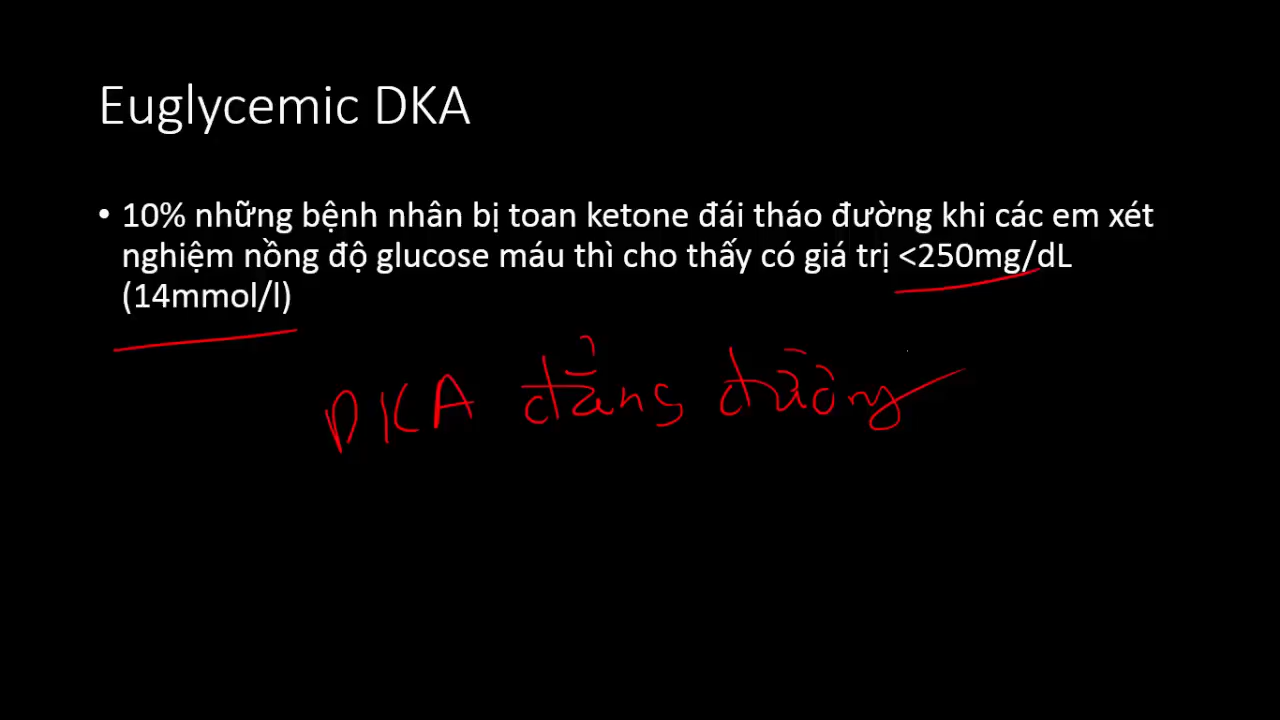 Euglycemic DKA
• 10% những bệnh nhân bị toan ketone đái tháo đường khi các em xét
nghiệm nồng độ glucose máu thì cho thấy có giá trị <250mg/dL
(14mmol/l)
DKA đẳng đường